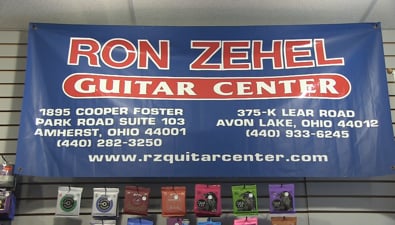 RON ZEHEL
GUITAR CENTER
1895 COOPER FOSTER
PARK ROAD SUITE 103
AMHERST, OHIO 44001
(440) 282-3250
375-K LEAR ROAD
AVON LAKE, OHIO 44012
(440) 933-6245
www.rzguitarcenter.com